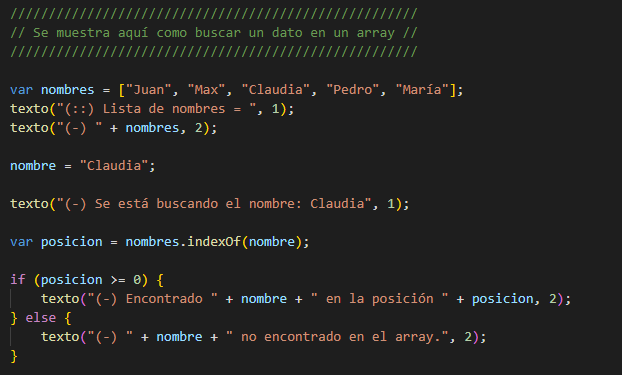 /////////////////////////////////////////////////////
// Se muestra aquí como buscar un dato en un array //
/////////////////////////////////////////////////////
var nombres = ["Juan", "Max", "Claudia", "Pedro", "María"];
texto("(::) Lista de nombres = ", 1);
texto("(-) " + nombres, 2);
nombre = "Claudia";
texto("(-) Se está buscando el nombre: Claudia", 1);
var posicion = nombres.indexOf(nombre);
if (posicion >= 0) {
    texto("(-) Encontrado " + nombre + " en la posición " + posicion, 2);
} else {
    texto("(-) " + nombre + " no encontrado en el array.", 2);
}